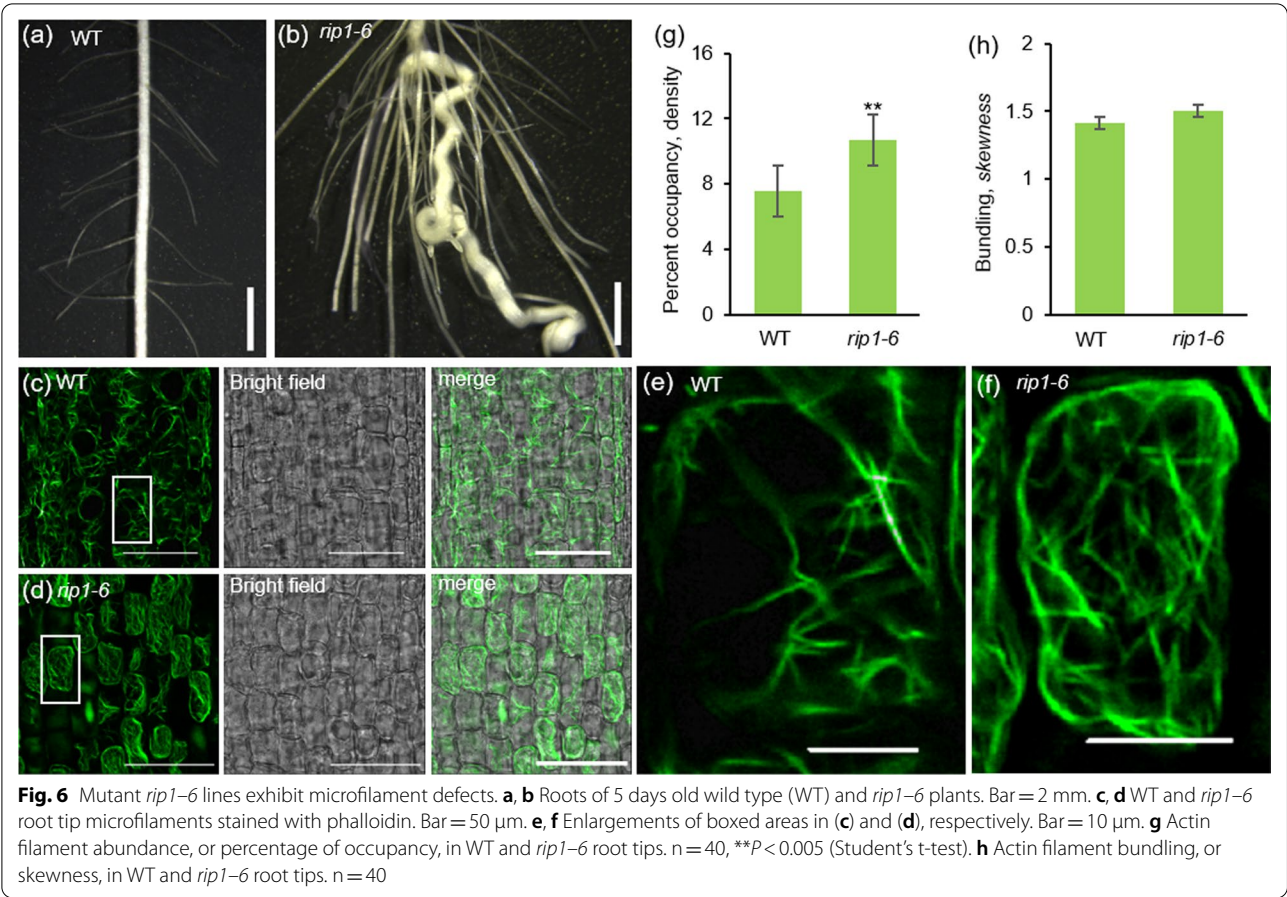 (a) WT
(b) rip1-6
(g)
16
12
8
4
0
Percent occupancy, density
**
WT
rip1-6
(h)
2
1.5
1
0.5
0
Bundling, skewness
WT
rip1-6
(c) WT
Bright field
merge
(d) rip1-6
Bright field
merge
(e) WT
(f) rip1-6
Fig. 6 Mutant rip1–6 lines exhibit microfilament defects. a, b Roots of 5 days old wild type (WT) and rip1–6 plants. Bar = 2 mm. c, d WT and rip1–6
root tip microfilaments stained with phalloidin. Bar = 50 µm. e, f Enlargements of boxed areas in (c) and (d), respectively. Bar = 10 µm. g Actin
filament abundance, or percentage of occupancy, in WT and rip1–6 root tips. n = 40, **P < 0.005 (Student's t-test). h Actin filament bundling, or
skewness, in WT and rip1–6 root tips. n = 40